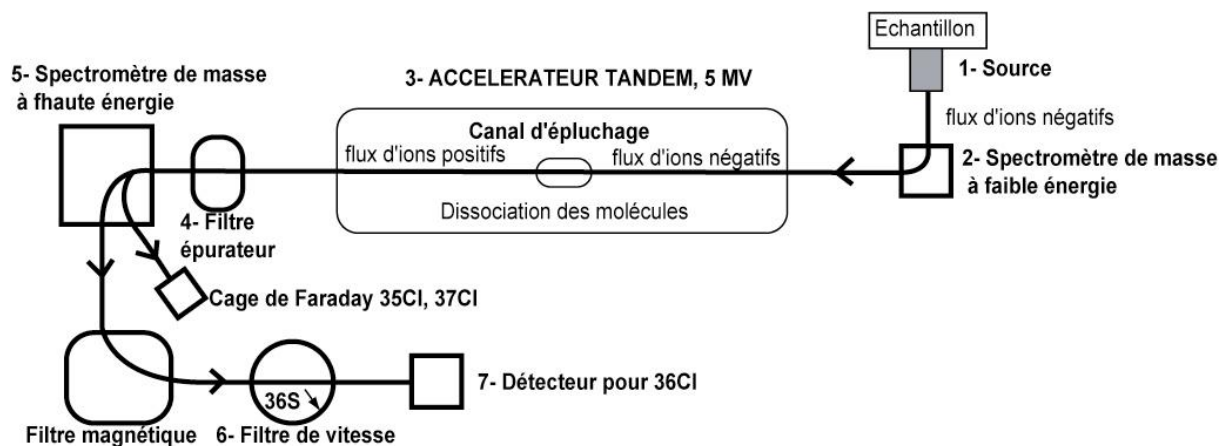 Echantillon
1- Source
flux d'ions négatifs
2- Spectromètre de masse
à faible énergie
3- ACCELERATEUR TANDEM, 5 MV
Canal d'épluchage
flux d'ions positifs
flux d'ions négatifs
Dissociation des molécules
5- Spectromètre de masse
à fhaute énergie
4- Filtre
épurateur
Cage de Faraday 35Cl, 37Cl
Filtre magnétique
36S
6- Filtre de vitesse
7- Détecteur pour 36Cl